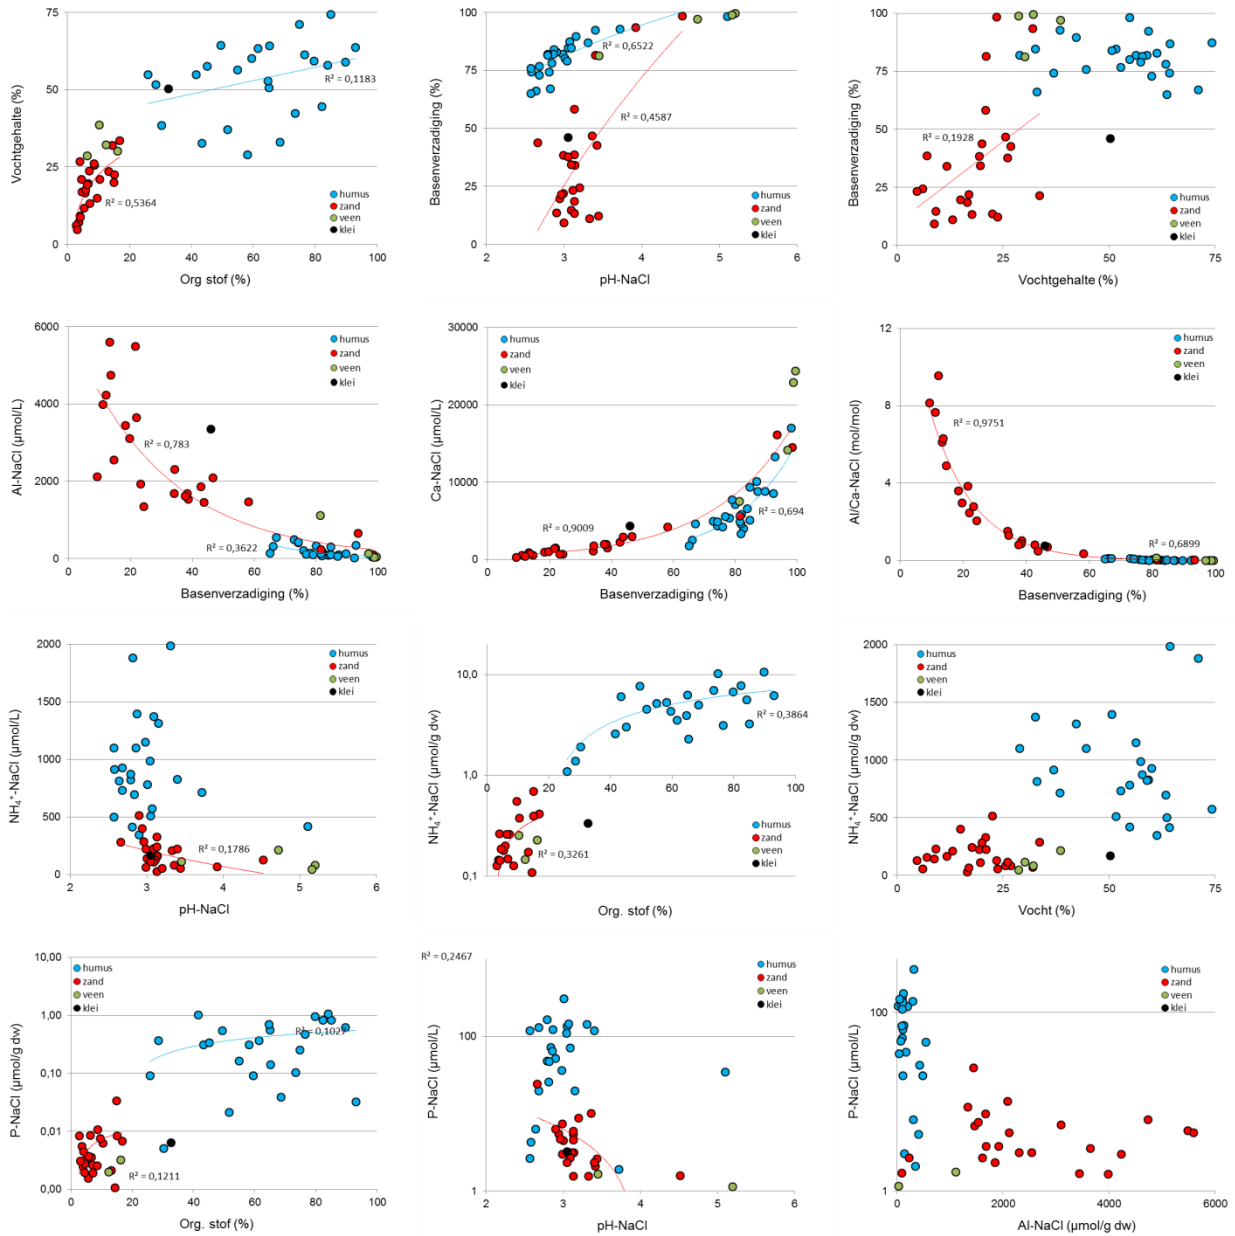 Vochtgehalte (%)
100
75
50
25
0
R² = 0,1183
R² = 0,5364
humus
zand
veen
klei
0 20 40 60 80 100
Org stof (%)
Basenverzadiging (%)
100
75
50
25
0
R² = 0,6522
R² = 0,4587
humus
zand
veen
klei
2 3 4 5 6
pH-NaCl
Basenverzadiging (%)
100
75
50
25
0
R² = 0,1928
humus
zand
veen
klei
0 25 50 75
Vochtgehalte (%)
Al-NaCl (µmol/L)
6000
4000
2000
0
humus
zand
veen
klei
R² = 0,783
R² = 0,3622
0 20 40 60 80 100
Basenverzadiging (%)
Ca-NaCl (µmol/L)
30000
20000
10000
0
humus
zand
veen
klei
R² = 0,9009
R² = 0,694
0 20 40 60 80 100
Basenverzadiging (%)
Al/Ca-NaCl (mol/mol)
12
8
4
0
humus
zand
veen
klei
R² = 0,9751
R² = 0,6899
0 20 40 60 80 100
Basenverzadiging (%)
NH₄⁺-NaCl (µmol/L)
2000
1500
1000
500
0
humus
zand
veen
klei
R² = 0,1786
2 3 4 5 6
pH-NaCl
NH₄⁺-NaCl (µmol/g dw)
10,0
1,0
0,1
R² = 0,3864
0 20 40 60 80 100
humus
zand
veen
klei
R² = 0,3261
Org. stof (%)
NH₄⁺-NaCl (µmol/g dw)
2000
1500
1000
500
0
humus
zand
veen
klei
0 25 50 75
Vocht (%)
P-NaCl (µmol/g dw)
10,00
1,00
0,10
0,01
0,00
humus
zand
veen
klei
R² = 0,1027
R² = 0,1211
0 20 40 60 80 100
Org. stof (%)
R² = 0,2467
P-NaCl (µmol/L)
100
1
humus
zand
veen
klei
2 3 4 5 6
pH-NaCl
P-NaCl (µmol/L)
100
1
humus
zand
veen
klei
0 2000 4000 6000
Al-NaCl (µmol/g dw)